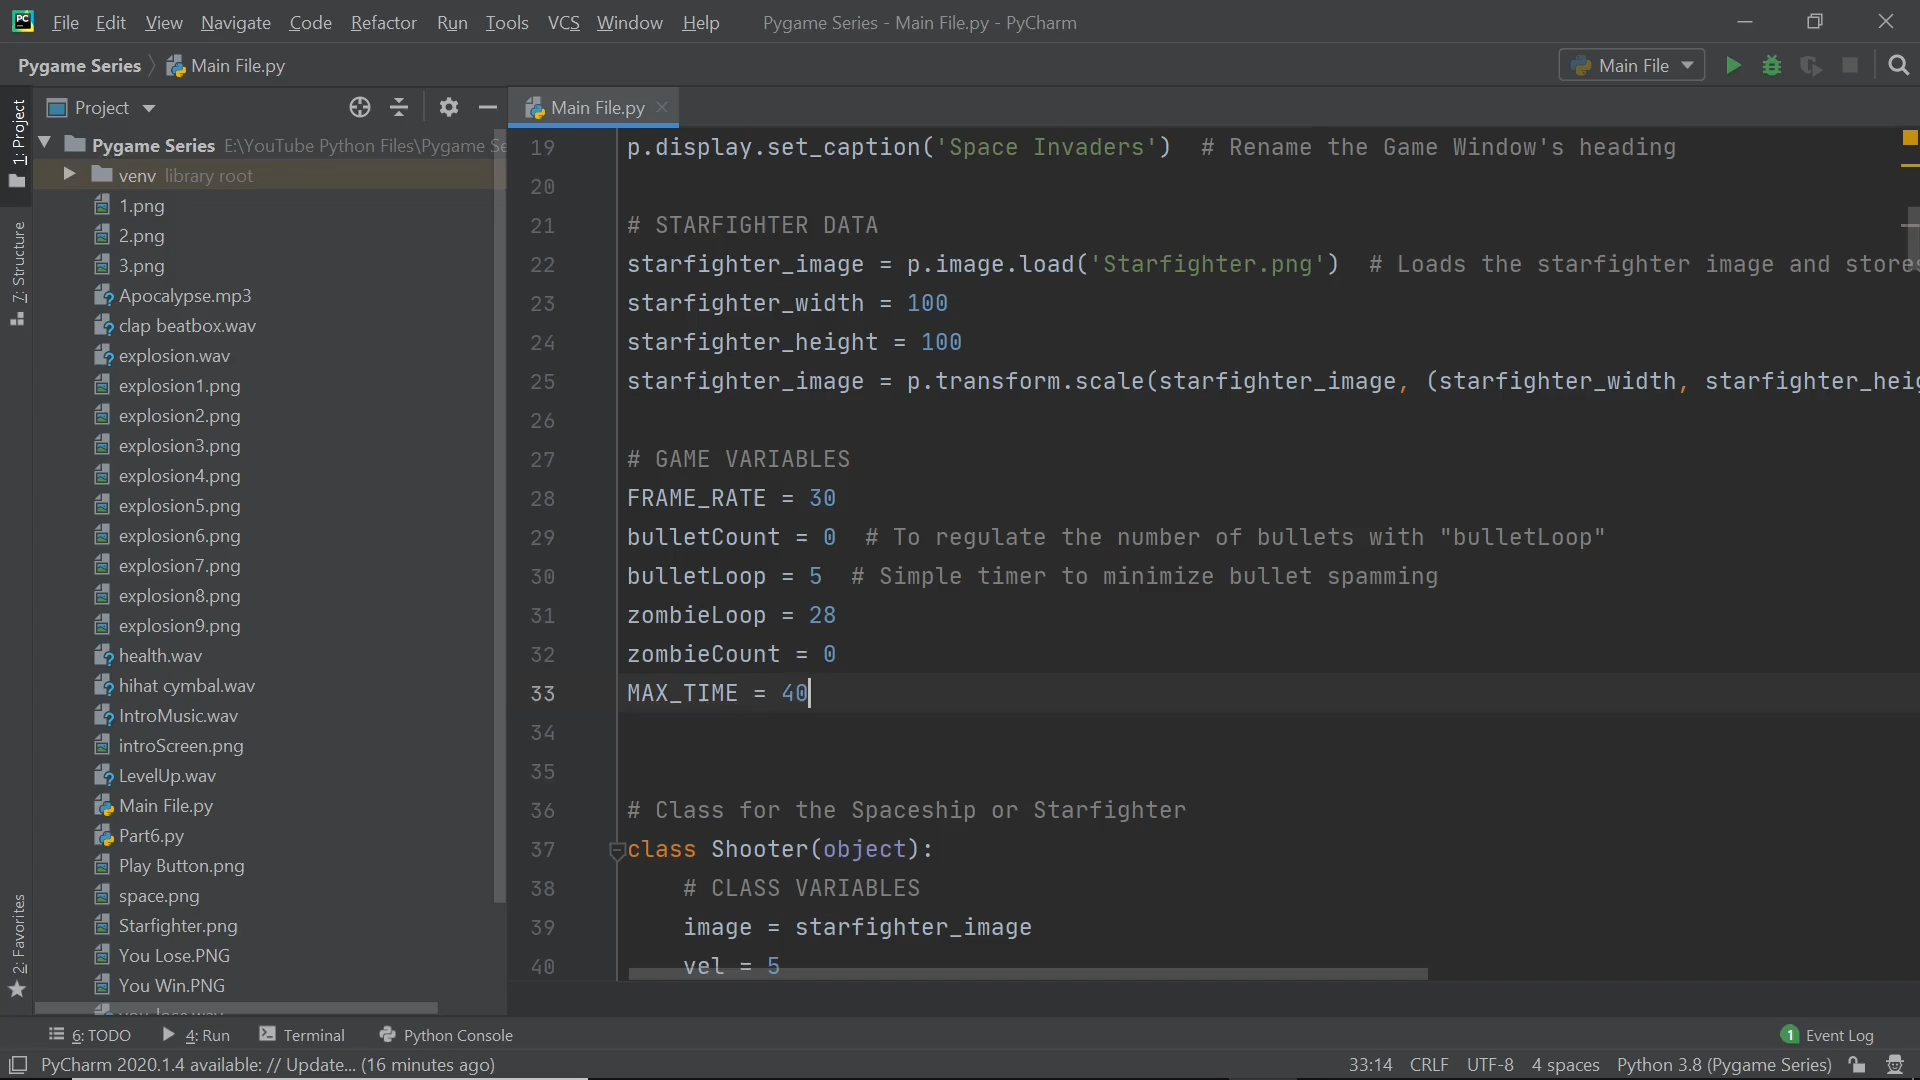 PC File Edit View Navigate Code Refactor Run Tools VCS Window Help Pygame Series - Main File.py - PyCharm
Pygame Series Main File.py Main File
1: Project
7: Structure
2: Favorites
Project
Pygame Series E:\YouTube Python Files\Pygame Se
venv library root
1.png
2.png
3.png
Apocalypse.mp3
clap beatbox.wav
explosion.wav
explosion1.png
explosion2.png
explosion3.png
explosion4.png
explosion5.png
explosion6.png
explosion7.png
explosion8.png
explosion9.png
health.wav
hihat cymbal.wav
IntroMusic.wav
introScreen.png
LevelUp.wav
Main File.py
Part6.py
Play Button.png
space.png
Starfighter.png
You Lose.PNG
You Win.PNG
Main File.py
19 p.display.set_caption('Space Invaders')  # Rename the Game Window's heading
20
21 # STARFIGHTER DATA
22 starfighter_image = p.image.load('Starfighter.png')  # Loads the starfighter image and stores
23 starfighter_width = 100
24 starfighter_height = 100
25 starfighter_image = p.transform.scale(starfighter_image, (starfighter_width, starfighter_heig
26
27 # GAME VARIABLES
28 FRAME_RATE = 30
29 bulletCount = 0  # To regulate the number of bullets with "bulletLoop"
30 bulletLoop = 5  # Simple timer to minimize bullet spamming
31 zombieLoop = 28
32 zombieCount = 0
33 MAX_TIME = 40
34
35
36 # Class for the Spaceship or Starfighter
37 class Shooter(object):
38     # CLASS VARIABLES
39     image = starfighter_image
40     vel = 5
6: TODO 4: Run Terminal Python Console 1 Event Log
PyCharm 2020.1.4 available: // Update... (16 minutes ago) 33:14 CRLF UTF-8 4 spaces Python 3.8 (Pygame Series)